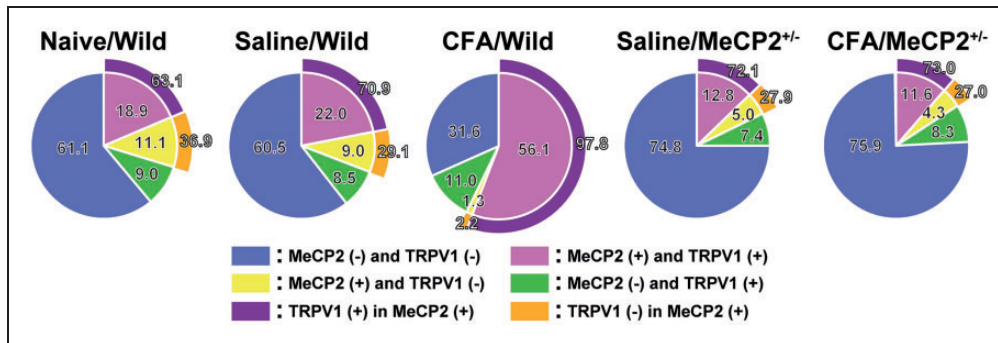 Naive/Wild Saline/Wild CFA/Wild Saline/MeCP2+/- CFA/MeCP2+/-
63.1 18.9 36.9 11.1 61.1 9.0
70.9 22.0 29.1 9.0 60.5 8.5
97.8 56.1 31.6 11.0 1.3 2.2
72.1 12.8 27.9 5.0 7.4 74.8
73.0 11.6 27.0 4.3 8.3 75.9
: MeCP2 (-) and TRPV1 (-) : MeCP2 (+) and TRPV1 (+)
: MeCP2 (+) and TRPV1 (-) : MeCP2 (-) and TRPV1 (+)
: TRPV1 (+) in MeCP2 (+) : TRPV1 (-) in MeCP2 (+)